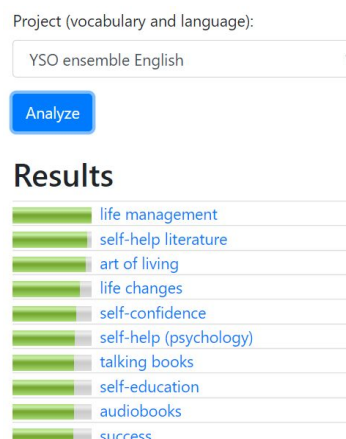 Project (vocabulary and language):
YSO ensemble English
Analyze
Results
life management
self-help literature
art of living
life changes
self-confidence
self-help (psychology)
talking books
self-education
audiobooks
success